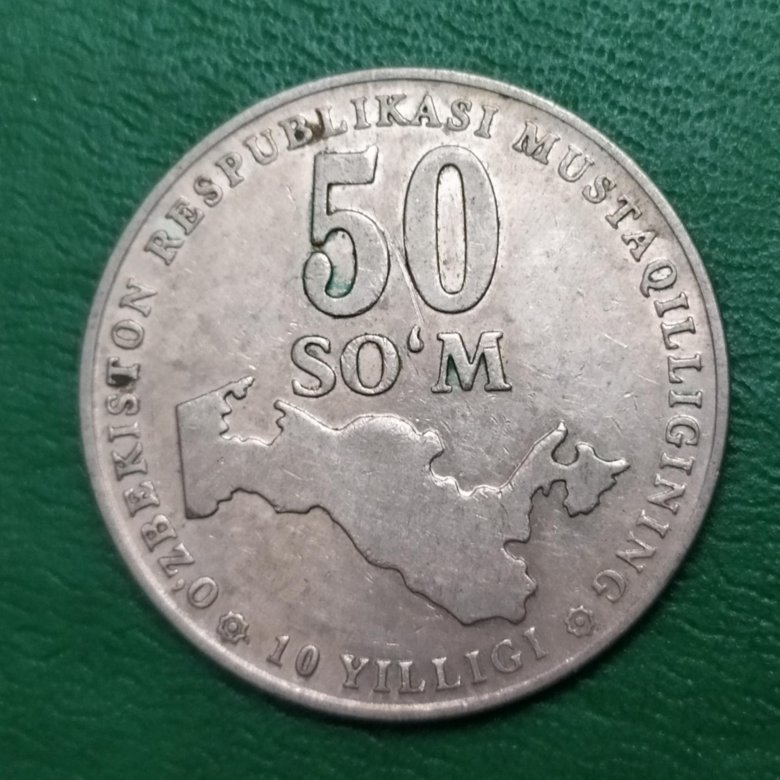 O'ZBEKISTON RESPUBLIKASI MUSTAQILLIGINING
50
SO‘M
10 YILLIGI